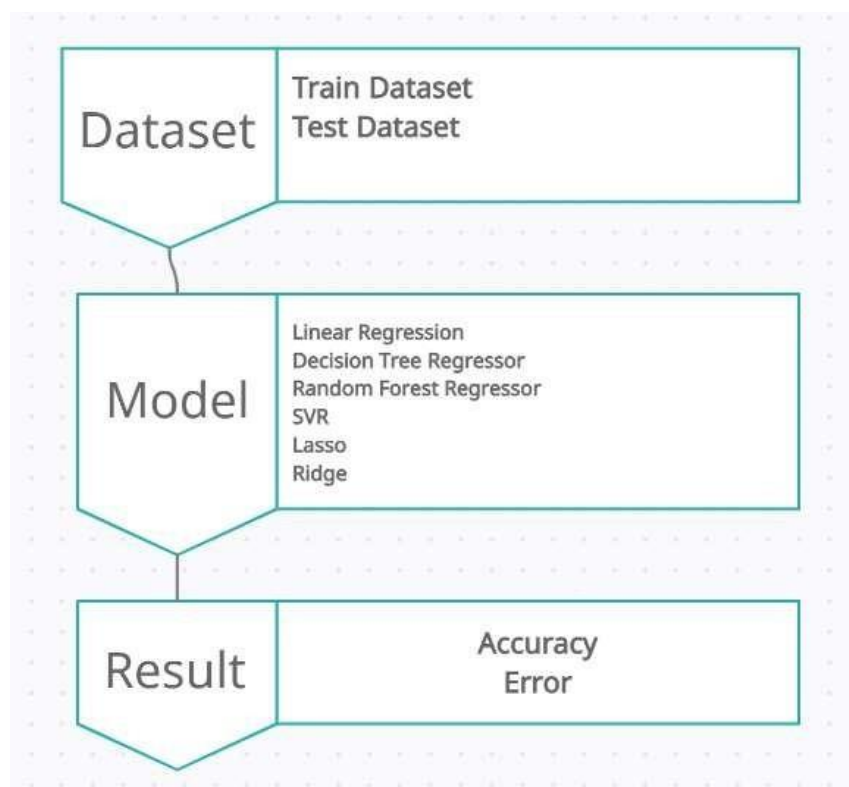 Dataset
Train Dataset
Test Dataset
Model
Linear Regression
Decision Tree Regressor
Random Forest Regressor
SVR
Lasso
Ridge
Result
Accuracy
Error